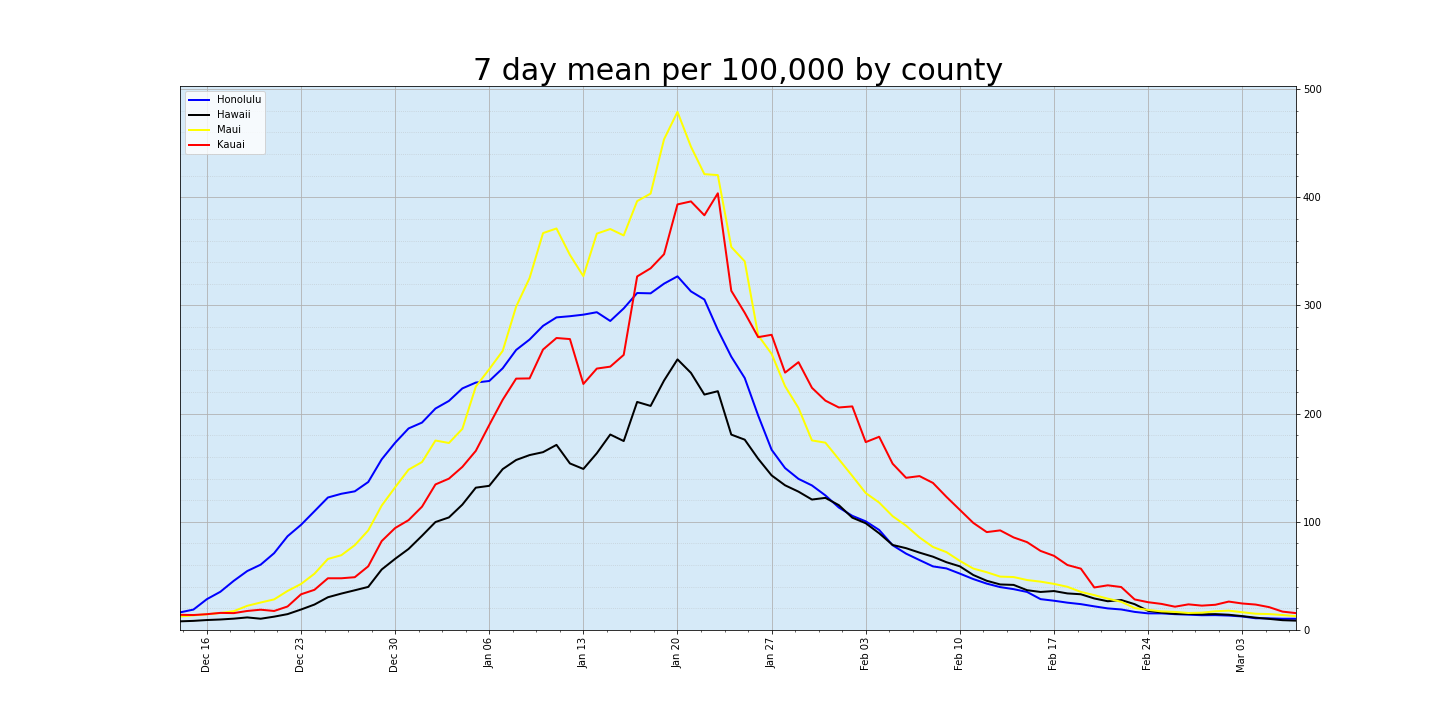 7 day mean per 100,000 by county
Honolulu
Hawaii
Maui
Kauai
500
400
300
200
100
0
Dec 16
Dec 23
Dec 30
Jan 06
Jan 13
Jan 20
Jan 27
Feb 03
Feb 10
Feb 17
Feb 24
Mar 03